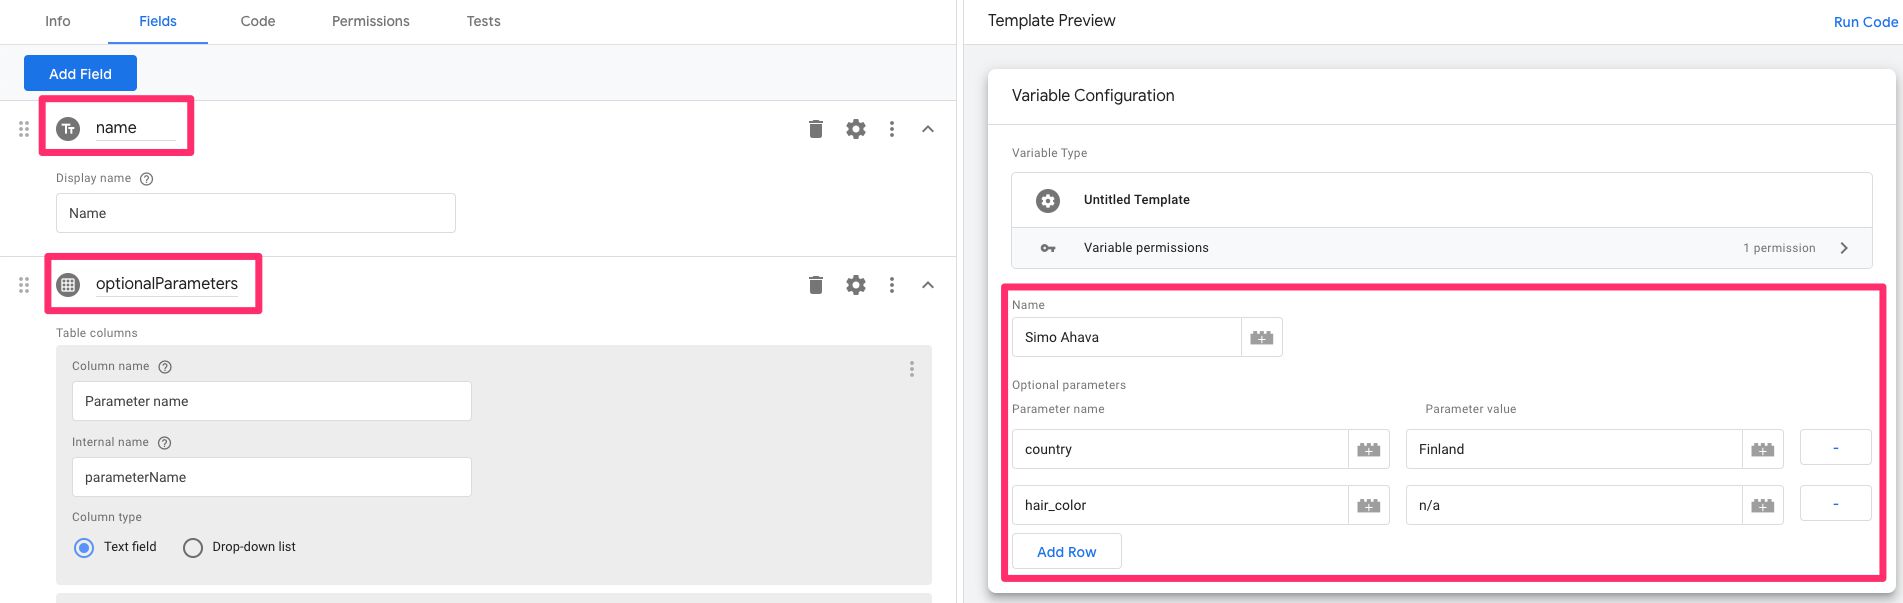 Info Fields Code Permissions Tests
Add Field
name
Display name
Name
optionalParameters
Table columns
Column name
Parameter name
Internal name
parameterName
Column type
Text field Drop-down list
Template Preview Run Code
Variable Configuration
Variable Type
Untitled Template
Variable permissions 1 permission
Name
Simo Ahava
Optional parameters
Parameter name Parameter value
country Finland -
hair_color n/a -
Add Row